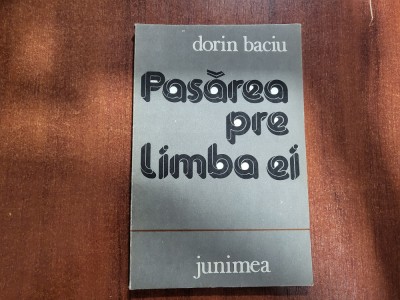 dorin baciu
Pasărea
pre
limba ei
junimea